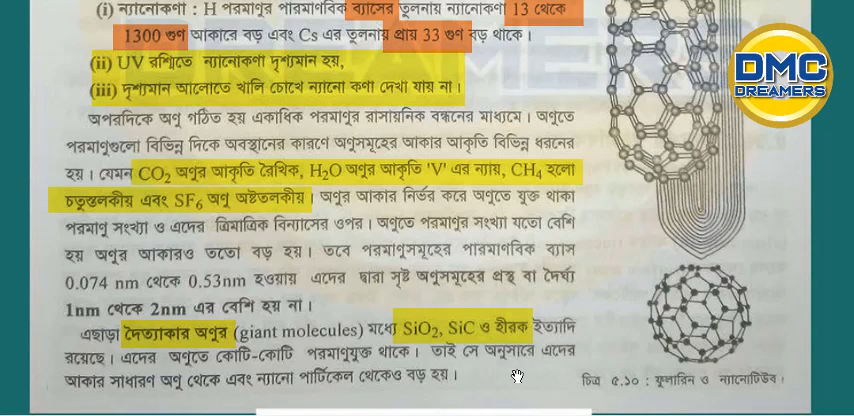 (i) ন্যানোকণা : H পরমাণুর পারমাণবিক ব্যাসের তুলনায় ন্যানোকণা 13 থেকে
1300 গুণ আকারে বড় এবং Cs এর তুলনায় প্রায় 33 গুণ বড় থাকে।
(ii) UV রশ্মিতে ন্যানোকণা দৃশ্যমান হয়,
(iii) দৃশ্যমান আলোতে খালি চোখে ন্যানো কণা দেখা যায় না।
অপরদিকে অণু গঠিত হয় একাধিক পরমাণুর রাসায়নিক বন্ধনের মাধ্যমে। অণুতে
পরমাণুগুলো বিভিন্ন দিকে অবস্থানের কারণে অণুসমূহের আকার আকৃতি বিভিন্ন ধরনের
হয়। যেমন CO₂ অণুর আকৃতি রৈখিক, H₂O অণুর আকৃতি 'V' এর ন্যায়, CH₄ হলো
চতুস্তলকীয় এবং SF₆ অণু অষ্টতলকীয়। অণুর আকার নির্ভর করে অণুতে যুক্ত থাকা
পরমাণু সংখ্যা ও এদের ত্রিমাত্রিক বিন্যাসের ওপর। অণুতে পরমাণুর সংখ্যা যতো বেশি
হয় অণুর আকারও ততো বড় হয়। তবে পরমাণুসমূহের পারমাণবিক ব্যাস
0.074 nm থেকে 0.53nm হওয়ায় এদের দ্বারা সৃষ্ট অণুসমূহের প্রস্থ বা দৈর্ঘ্য
1nm থেকে 2nm এর বেশি হয় না।
এছাড়া দৈত্যাকার অণুর (giant molecules) মধ্যে SiO₂, SiC ও হীরক ইত্যাদি
রয়েছে। এদের অণুতে কোটি-কোটি পরমাণুযুক্ত থাকে। তাই সে অনুসারে এদের
আকার সাধারণ অণু থেকে এবং ন্যানো পার্টিকেল থেকেও বড় হয়।
চিত্র ৫.১০ : ফুলারিন ও ন্যানোটিউব।
DMC
DREAMERS